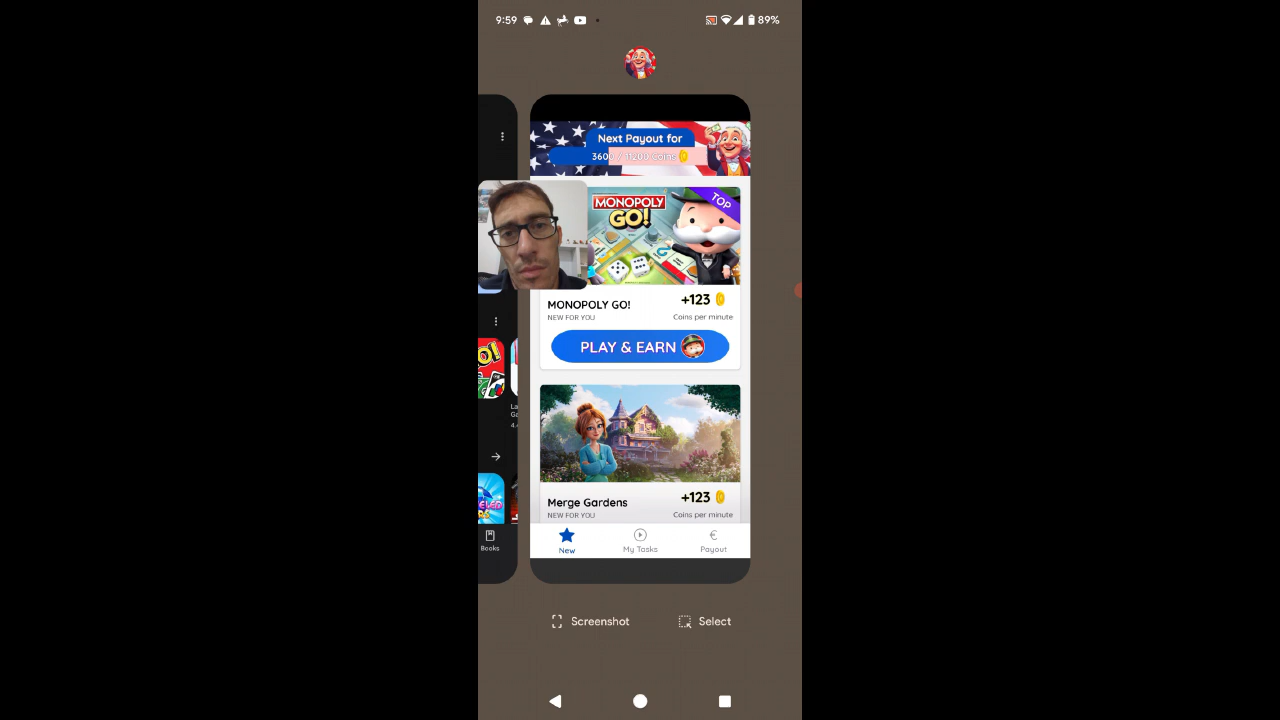 9:59
89%
Next Payout for
3600 / 11200 Coins
MONOPOLY
GO!
TOP
MONOPOLY GO!
NEW FOR YOU
+123
Coins per minute
PLAY & EARN
Merge Gardens
NEW FOR YOU
+123
Coins per minute
Books
New
My Tasks
€
Payout
Screenshot
Select